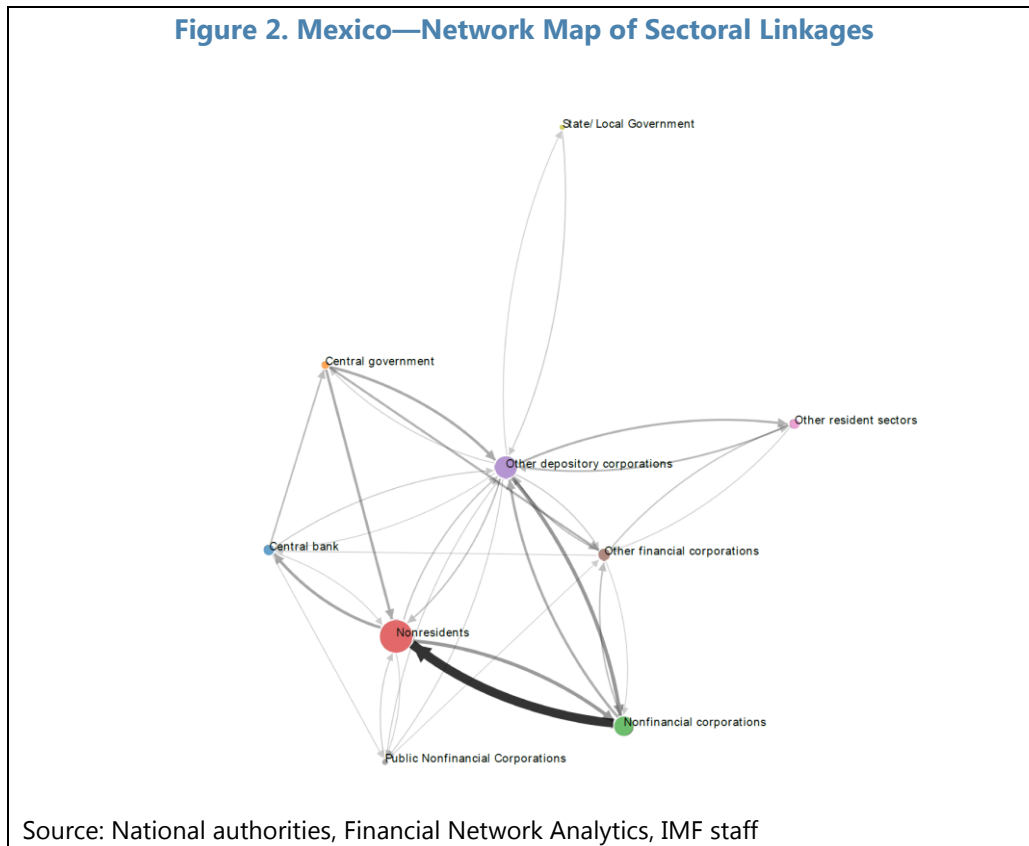 Figure 2. Mexico—Network Map of Sectoral Linkages
State/ Local Government
Central government
Other resident sectors
Other depository corporations
Central bank
Other financial corporations
Nonresidents
Nonfinancial corporations
Public Nonfinancial Corporations
Source: National authorities, Financial Network Analytics, IMF staff